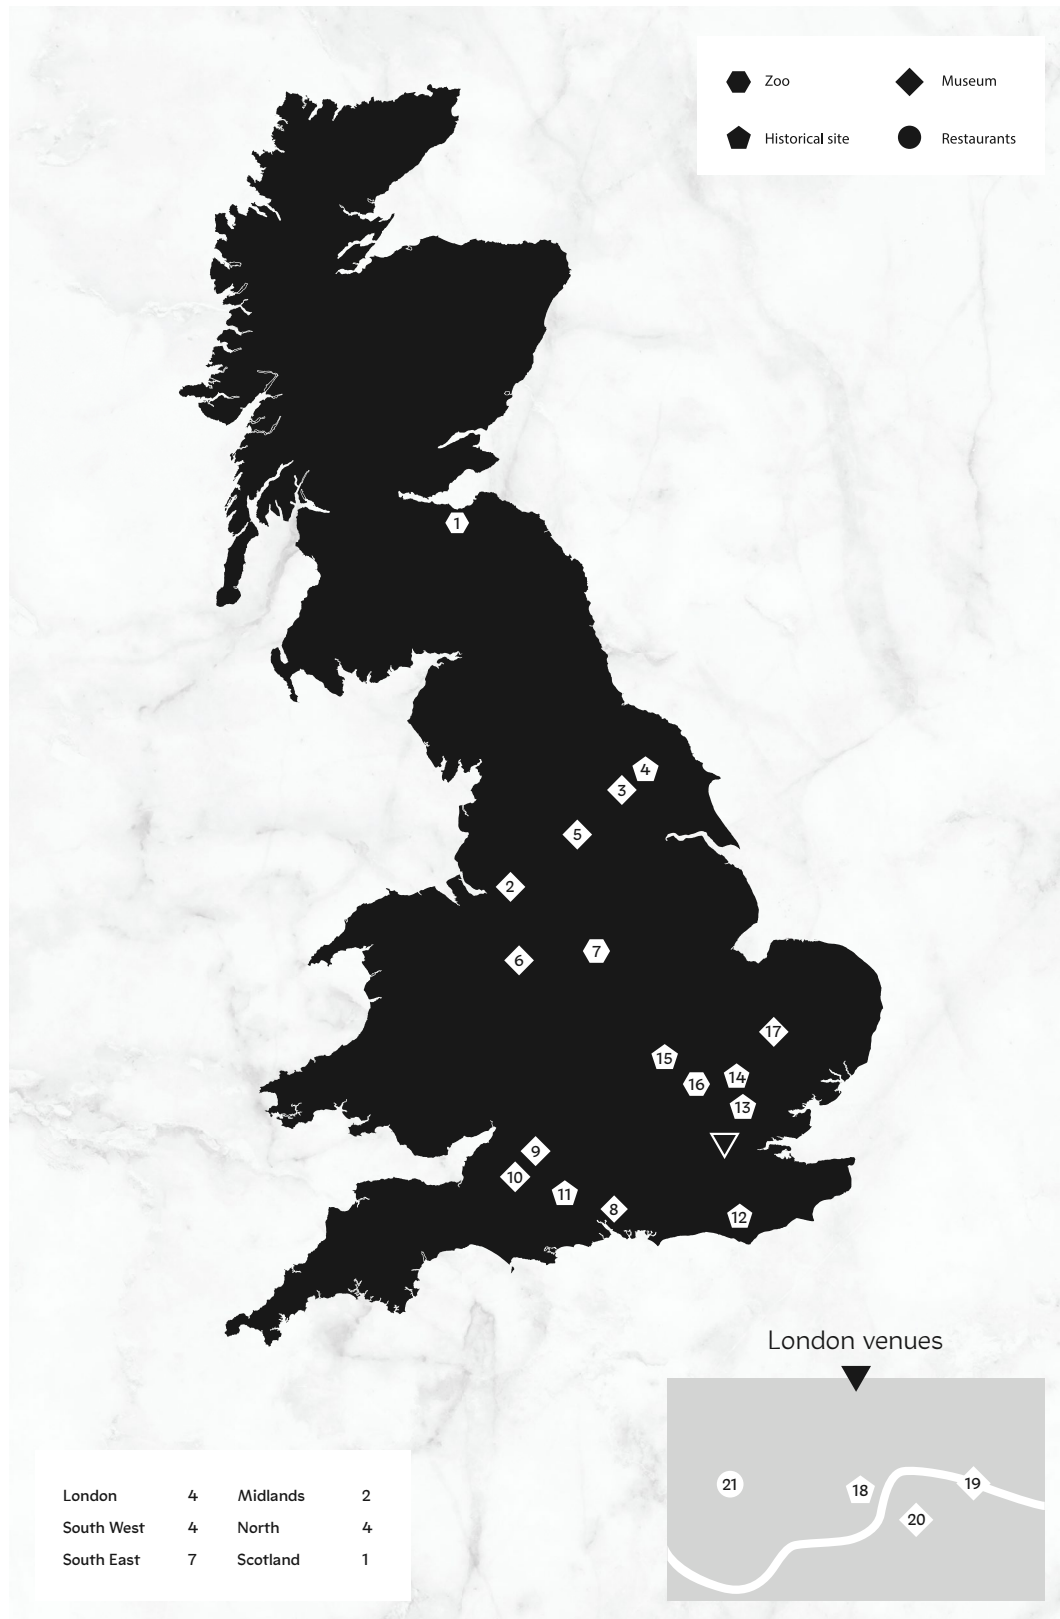 Zoo
Museum
Historical site
Restaurants
1
4
3
5
2
7
6
17
15
14
16
13
9
10
11
8
12
London venues
21
18
19
20
London 4 Midlands 2
South West 4 North 4
South East 7 Scotland 1